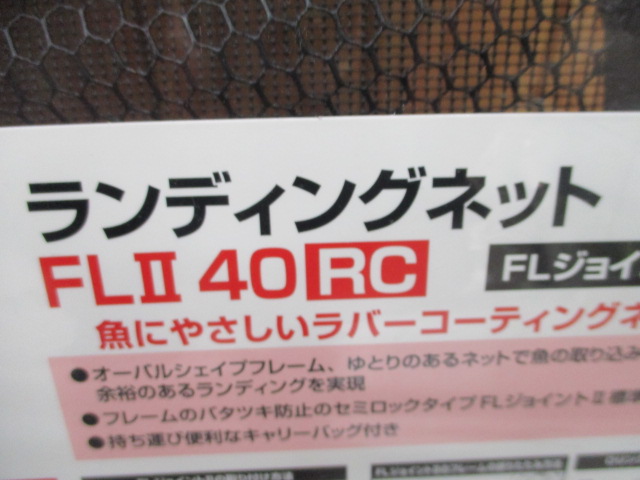 ランディングネット
FLⅡ 40 RC
FLジョイ
魚にやさしいラバーコーティング
●オーバルシェイプフレーム、ゆとりのあるネットで魚の取り込み
余裕のあるランディングを実現
●フレームのバタツキ防止のセミロックタイプFLジョイントⅡ標準
●持ち運び便利なキャリーバッグ付き